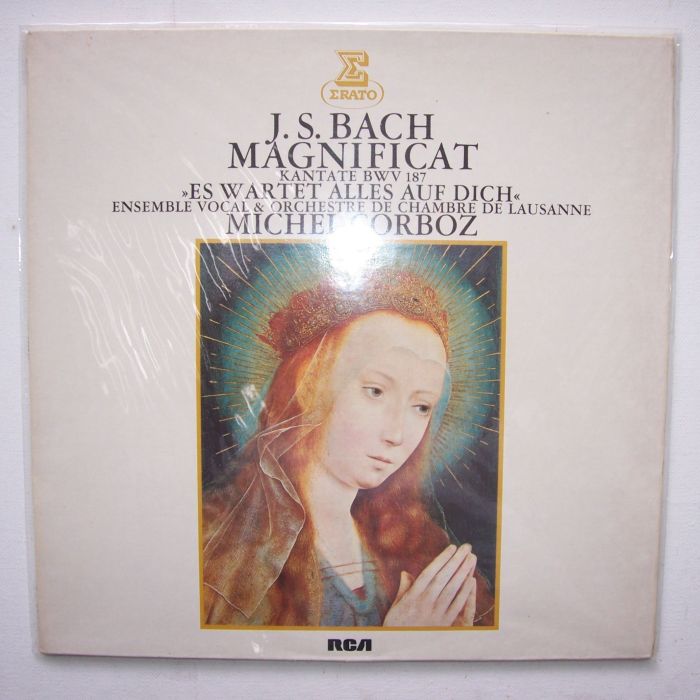 Σ
ΣRATO
J. S. BACH
MAGNIFICAT
KANTATE BWV 187
»ES WARTET ALLES AUF DICH«
ENSEMBLE VOCAL & ORCHESTRE DE CHAMBRE DE LAUSANNE
MICHEL CORBOZ
RCA